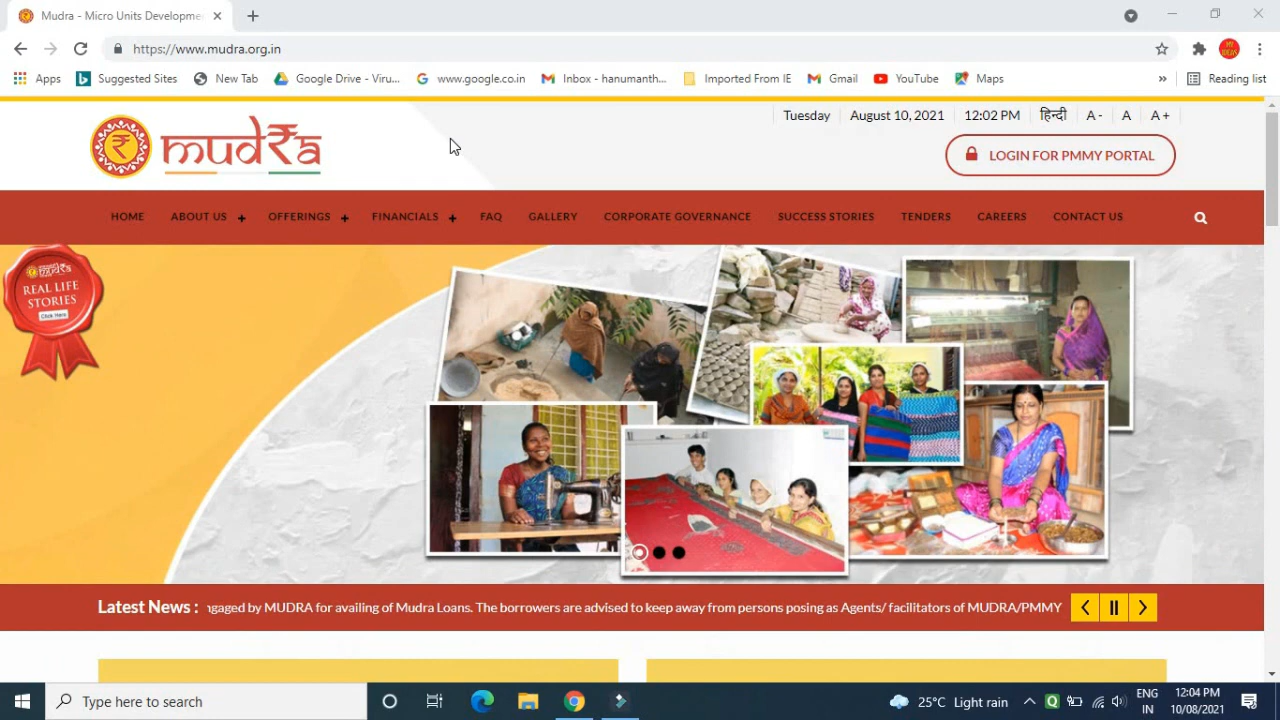 Mudra - Micro Units Developme
https://www.mudra.org.in
Apps Suggested Sites New Tab Google Drive - Viru... www.google.co.in Inbox - hanumanth... Imported From IE Gmail YouTube Maps » Reading list
Tuesday August 10, 2021 12:02 PM हिन्दी A - A A +
mudरa
LOGIN FOR PMMY PORTAL
HOME ABOUT US + OFFERINGS + FINANCIALS + FAQ GALLERY CORPORATE GOVERNANCE SUCCESS STORIES TENDERS CAREERS CONTACT US
REAL LIFE
STORIES
Click Here
Latest News : ngaged by MUDRA for availing of Mudra Loans. The borrowers are advised to keep away from persons posing as Agents/ facilitators of MUDRA/PMMY
Type here to search
25°C Light rain
ENG
IN
12:04 PM
10/08/2021